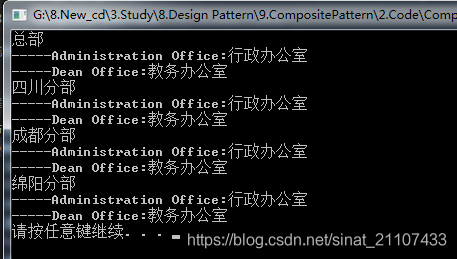 G:\8.New_cd\3.Study\8.Design Pattern\9.CompositePattern\2.Code\Comp
总部
-----Administration Office:行政办公室
-----Dean Office:教务办公室
四川分部
-----Administration Office:行政办公室
-----Dean Office:教务办公室
成都分部
-----Administration Office:行政办公室
-----Dean Office:教务办公室
绵阳分部
-----Administration Office:行政办公室
-----Dean Office:教务办公室
请按任意键继续. . .
https://blog.csdn.net/sinat_21107433